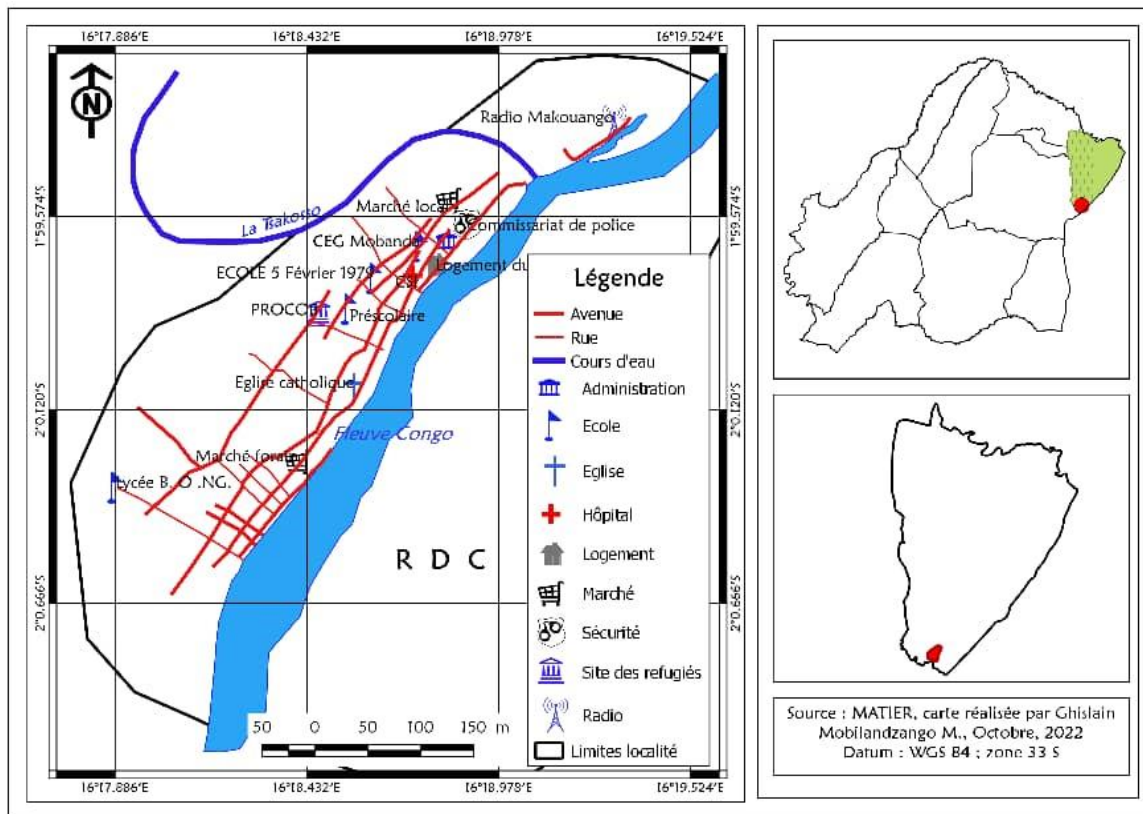 16°17.886'E 16°18.432'E 16°18.978'E 16°19.524'E
N
Radio Makouango
1°59.574'S
1°59.574'S
La Tsakosso
Marché local
Commissariat de police
CEG Mobanda
Logement du
ECOLE 5 Février 1979
CSI
PROCOB
Préscolaire
Eglise catholique
2°0.120'S
2°0.120'S
Fleuve Congo
Marché forain
Lycée B. O .NG.
R D C
2°0.666'S
2°0.666'S
50 0 50 100 150 m
16°17.886'E 16°18.432'E 16°18.978'E 16°19.524'E
Légende
Avenue
Rue
Cours d'eau
Administration
Ecole
Eglise
Hôpital
Logement
Marché
Sécurité
Site des refugiés
Radio
Limites localité
Source : MATIER, carte réalisée par Ghislain
Mobilandzango M., Octobre, 2022
Datum : WGS 84 ; zone 33 S